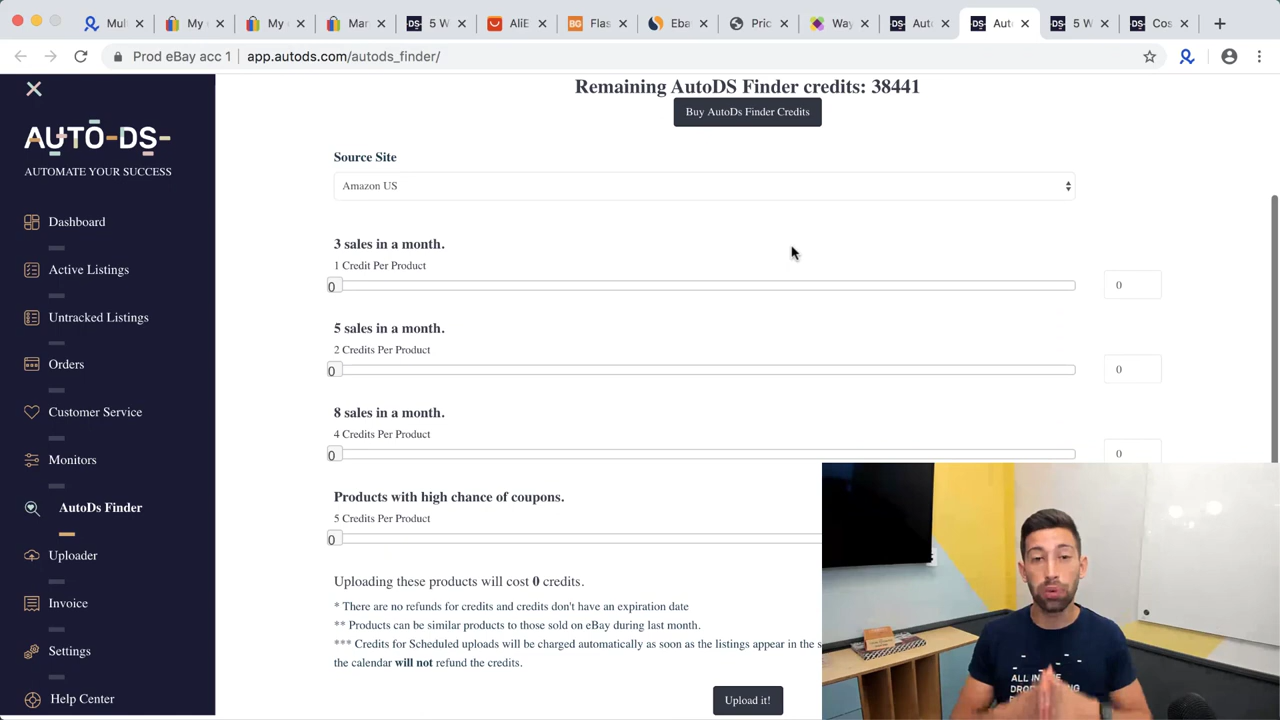 Mul
My s
My e
Mar
5 W
AliE
Flas
Eba
Pric
Way
Auto
Auto
5 W
Cos
Prod eBay acc 1
app.autods.com/autods_finder/
AUTO-DS-
AUTOMATE YOUR SUCCESS
Dashboard
Active Listings
Untracked Listings
Orders
Customer Service
Monitors
AutoDs Finder
Uploader
Invoice
Settings
Help Center
Remaining AutoDS Finder credits: 38441
Buy AutoDs Finder Credits
Source Site
Amazon US
3 sales in a month.
1 Credit Per Product
0
0
5 sales in a month.
2 Credits Per Product
0
0
8 sales in a month.
4 Credits Per Product
0
0
Products with high chance of coupons.
5 Credits Per Product
0
Uploading these products will cost 0 credits.
* There are no refunds for credits and credits don't have an expiration date
** Products can be similar products to those sold on eBay during last month.
*** Credits for Scheduled uploads will be charged automatically as soon as the listings appear in the s
the calendar will not refund the credits.
Upload it!
ALL IN